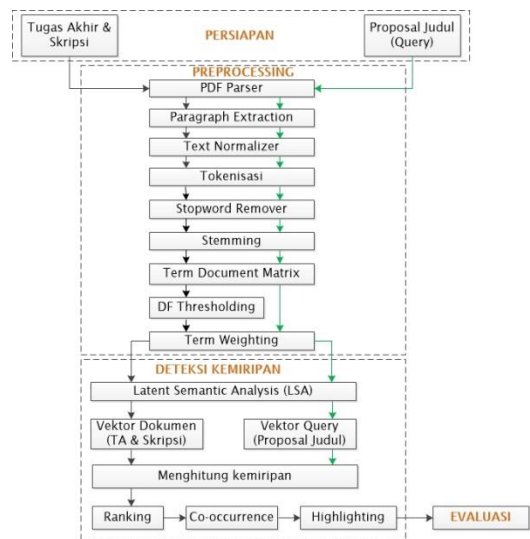 Tugas Akhir &
Skripsi
PERSIAPAN
Proposal Judul
(Query)
PREPROCESSING
PDF Parser
Paragraph Extraction
Text Normalizer
Tokenisasi
Stopword Remover
Stemming
Term Document Matrix
DF Thresholding
Term Weighting
DETEKSI KEMIRIPAN
Latent Semantic Analysis (LSA)
Vektor Dokumen
(TA & Skripsi)
Vektor Query
(Proposal Judul)
Menghitung kemiripan
Ranking
Co-occurrence
Highlighting
EVALUASI